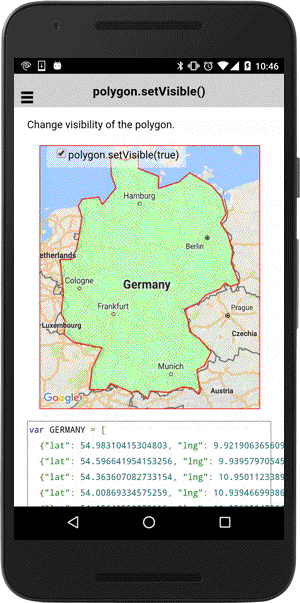 10:46
polygon.setVisible()
Change visibility of the polygon.
polygon.setVisible(true)
Hamburg
Berlin
etherlands
Cologne
Germany
Frankfurt
Prague
Luxembourg
Czechia
Munich
Austria
Google
var GERMANY = [
{"lat": 54.98310415304803, "lng": 9.921906365609
{"lat": 54.596641954153256, "lng": 9.93957970545
{"lat": 54.363607082733154, "lng": 10.9501123389
{"lat": 54.00869334575259, "lng": 10.93946699386